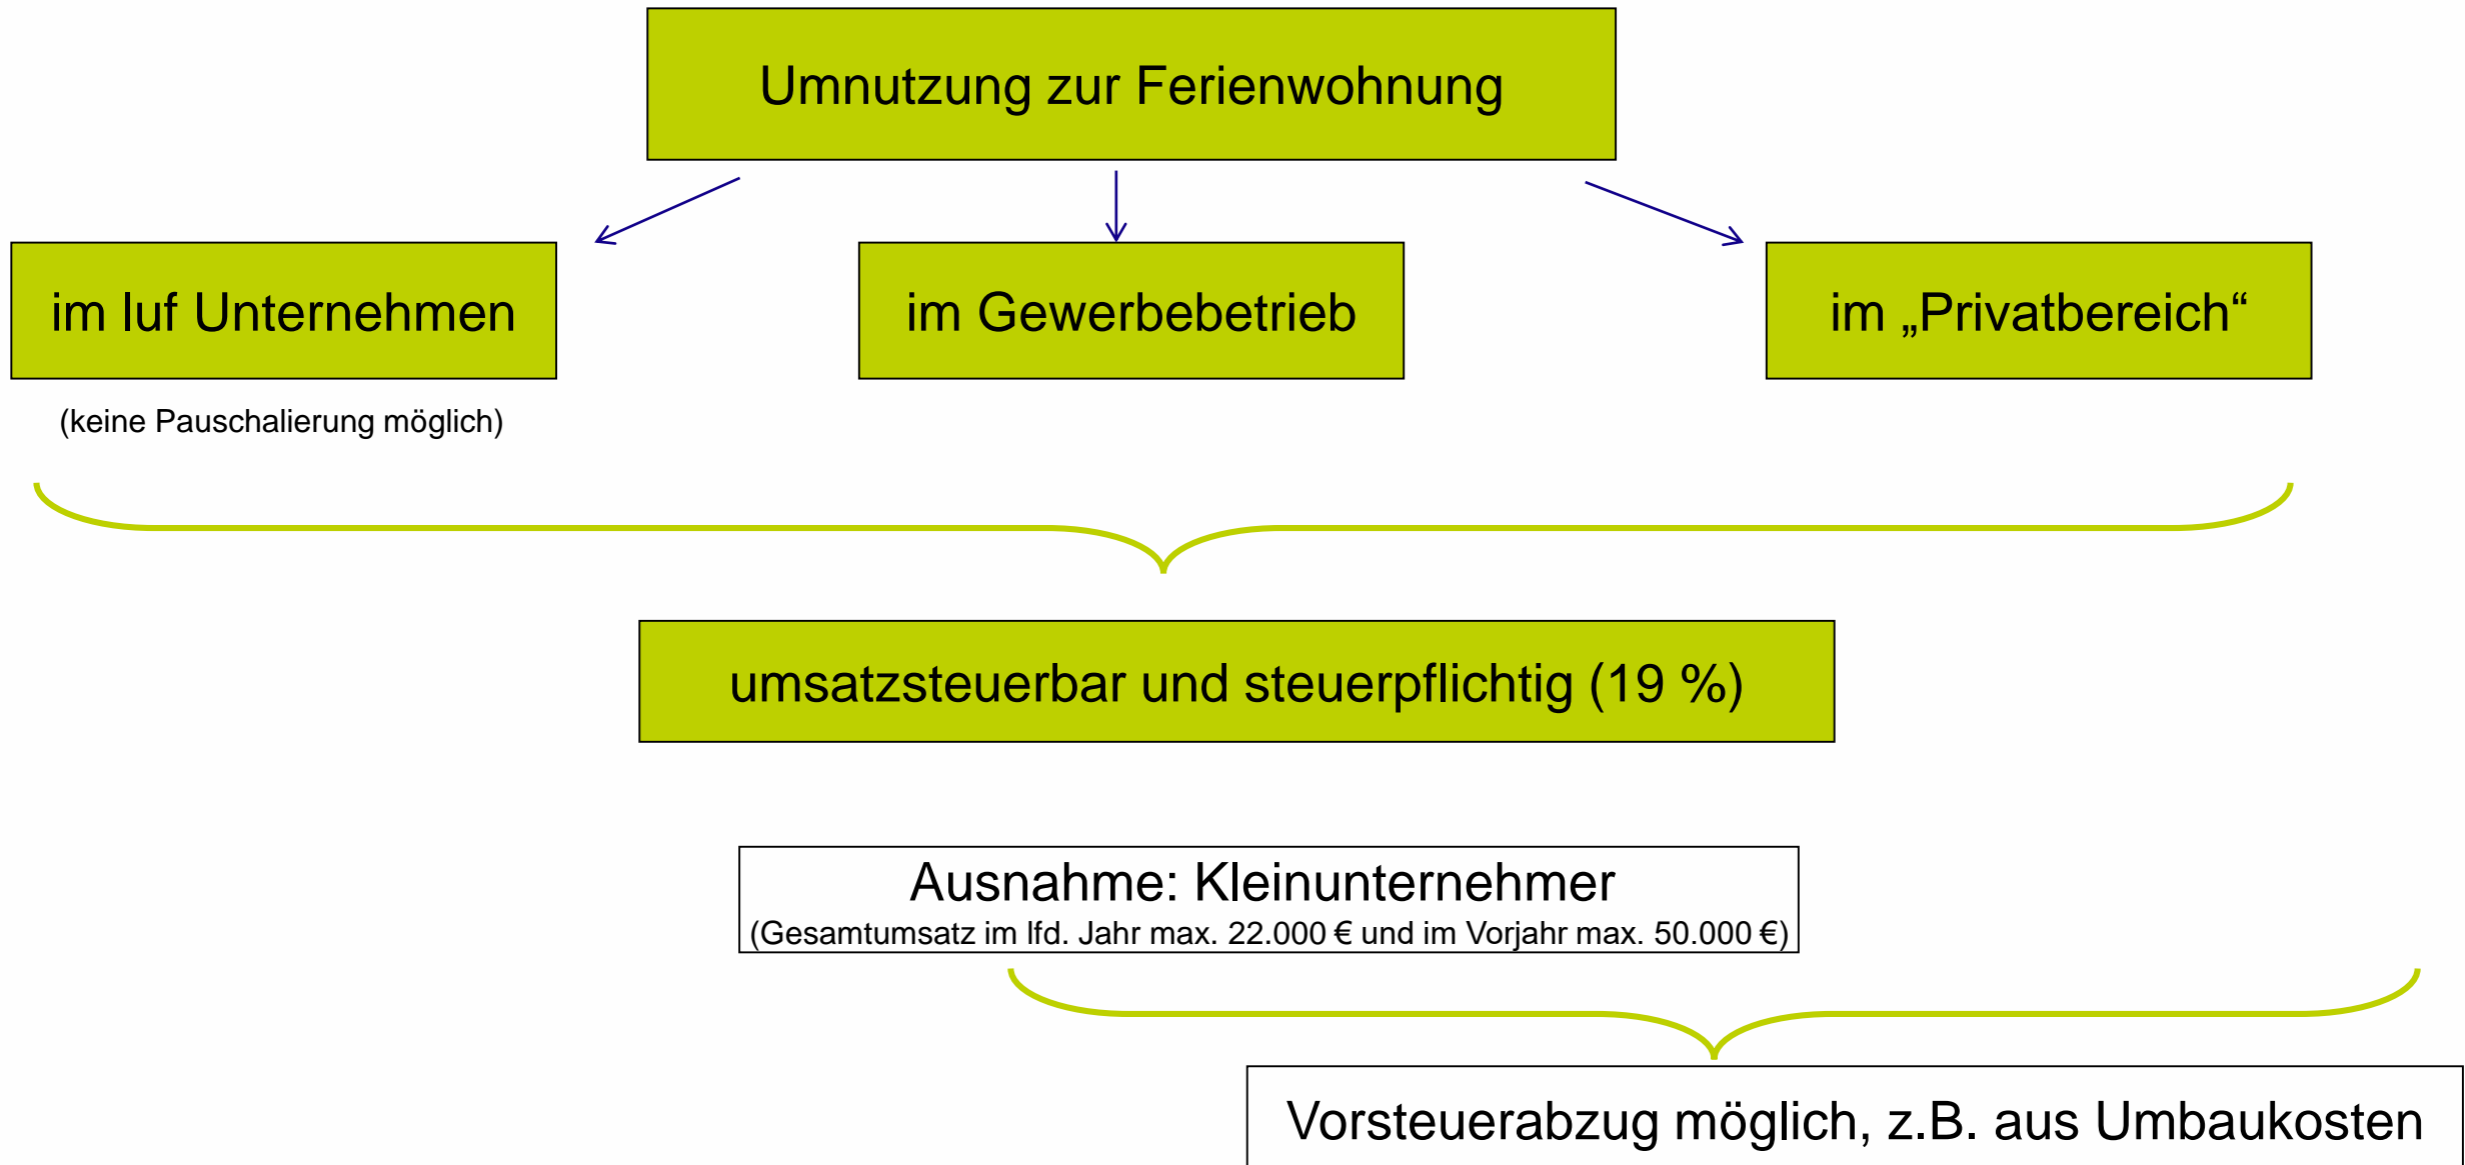 Umnutzung zur Ferienwohnung
im luf Unternehmen
im Gewerbebetrieb
im „Privatbereich“
(keine Pauschalierung möglich)
umsatzsteuerbar und steuerpflichtig (19 %)
Ausnahme: Kleinunternehmer
(Gesamtumsatz im lfd. Jahr max. 22.000 € und im Vorjahr max. 50.000 €)
Vorsteuerabzug möglich, z.B. aus Umbaukosten